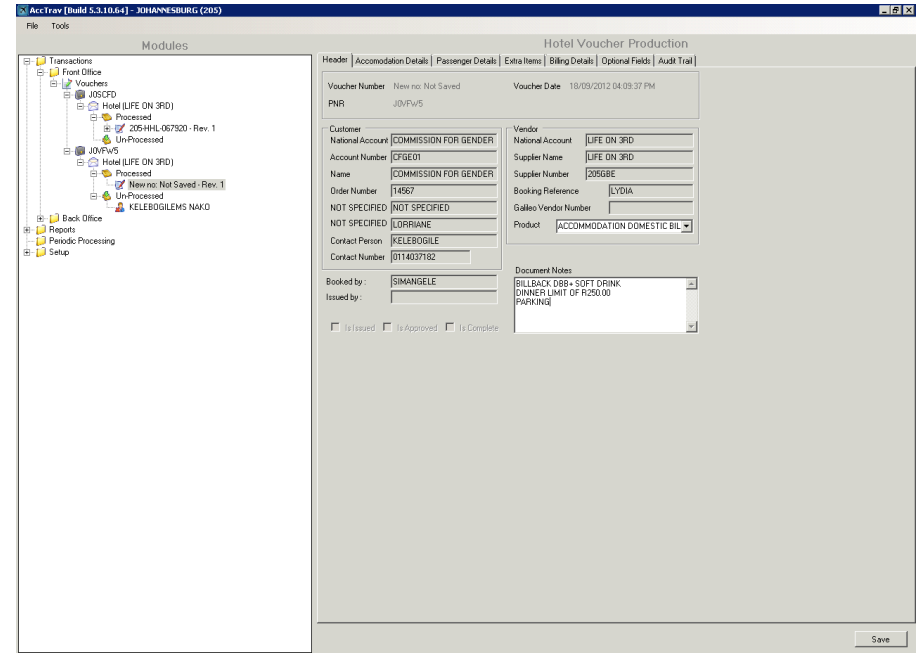 AccTrav [Build 5.3.10.64] - JOHANNESBURG (205)
File Tools
Modules
Transactions
Front Office
Vouchers
J0SCFD
Hotel (LIFE ON 3RD)
Processed
205-HHL-067920 - Rev. 1
Un-Processed
J0VFW5
Hotel (LIFE ON 3RD)
Processed
New no: Not Saved - Rev. 1
Un-Processed
KELEBOGILEMS NAKO
Back Office
Reports
Periodic Processing
Setup
Hotel Voucher Production
Header Accomodation Details Passenger Details Extra Items Billing Details Optional Fields Audit Trail
Voucher Number New no: Not Saved Voucher Date 18/09/2012 04:09:37 PM
PNR J0VFW5
Customer
National Account COMMISSION FOR GENDER
Account Number CFGE01
Name COMMISSION FOR GENDER
Order Number 14567
NOT SPECIFIED NOT SPECIFIED
NOT SPECIFIED LORRIANE
Contact Person KELEBOGILE
Contact Number 0114037182
Vendor
National Account LIFE ON 3RD
Supplier Name LIFE ON 3RD
Supplier Number 205GBE
Booking Reference LYDIA
Galileo Vendor Number
Product ACCOMMODATION DOMESTIC BIL
Booked by : SIMANGELE
Issued by :
Is Issued Is Approved Is Complete
Document Notes
BILLBACK DBB+ SOFT DRINK
DINNER LIMIT OF R250.00
PARKING
Save